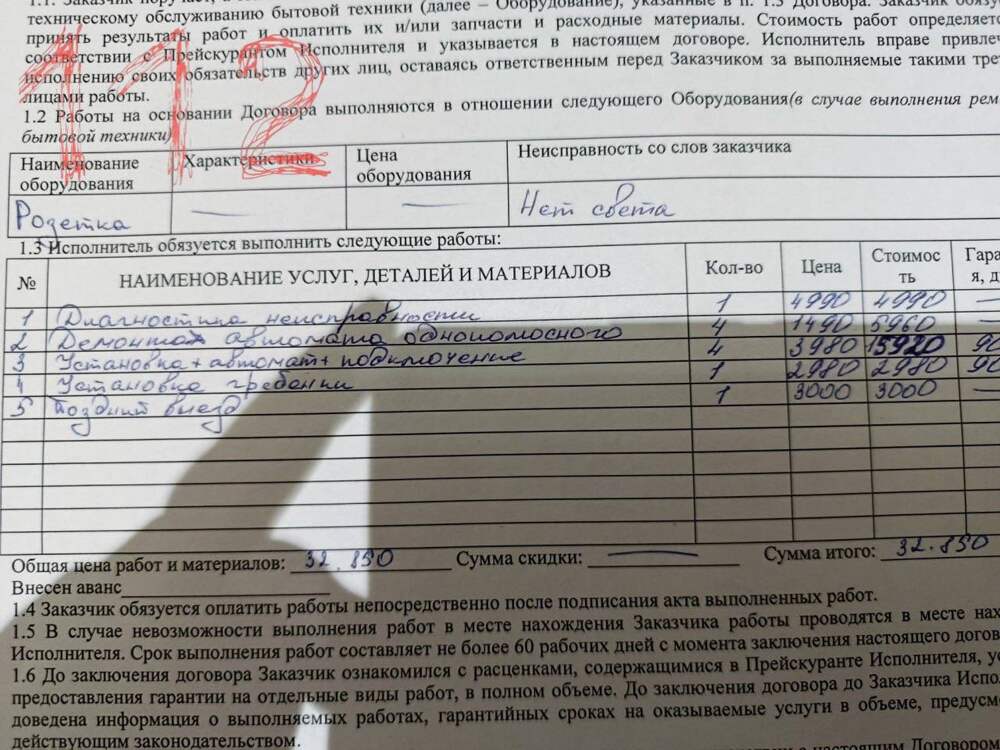 1.1. Заказчик
техническому обслуживанию бытовой техники (далее – Оборудование), указанные в п. 1.3 Договора. Заказчик
принять результаты работ и оплатить их и/или запчасти и расходные материалы. Стоимость работ определяетс
соответствии с Прейскурантом Исполнителя и указывается в настоящем договоре. Исполнитель вправе привлеч
исполнению своих обязательств других лиц, оставаясь ответственным перед Заказчиком за выполняемые такими трет
лицами работы.
112
1.2 Работы на основании Договора выполняются в отношении следующего Оборудования(в случае выполнения рем
бытовой техники)
Наименование оборудования Характеристики Цена оборудования Неисправность со слов заказчика
Розетка — — Нет света
1.3 Исполнитель обязуется выполнить следующие работы:
№ НАИМЕНОВАНИЕ УСЛУГ, ДЕТАЛЕЙ И МАТЕРИАЛОВ Кол-во Цена Стоимость Гара я, д
1 Диагностика неисправности 1 4990 4990 —
2 Демонтаж автомата однополюсного 4 1490 5960 —
3 Установка + автомат + подключение 4 3980 15920 90
4 Установка гребенки 1 2980 2980 90
5 Поздний выезд 1 3000 3000 —
Общая цена работ и материалов: 32.850 Сумма скидки: — Сумма итого: 32.850
Внесен аванс
1.4 Заказчик обязуется оплатить работы непосредственно после подписания акта выполненных работ.
1.5 В случае невозможности выполнения работ в месте нахождения Заказчика работы проводятся в месте нах
Исполнителя. Срок выполнения работ составляет не более 60 рабочих дней с момента заключения настоящего догов
1.6 До заключения договора Заказчик ознакомился с расценками, содержащимися в Прейскуранте Исполнителя, ус
предоставления гарантии на отдельные виды работ, в полном объеме. До заключения договора до Заказчика Испо
доведена информация о выполняемых работах, гарантийных сроках на оказываемые услуги в объеме, предусм
действующим законодательством.
с настоящим Договором